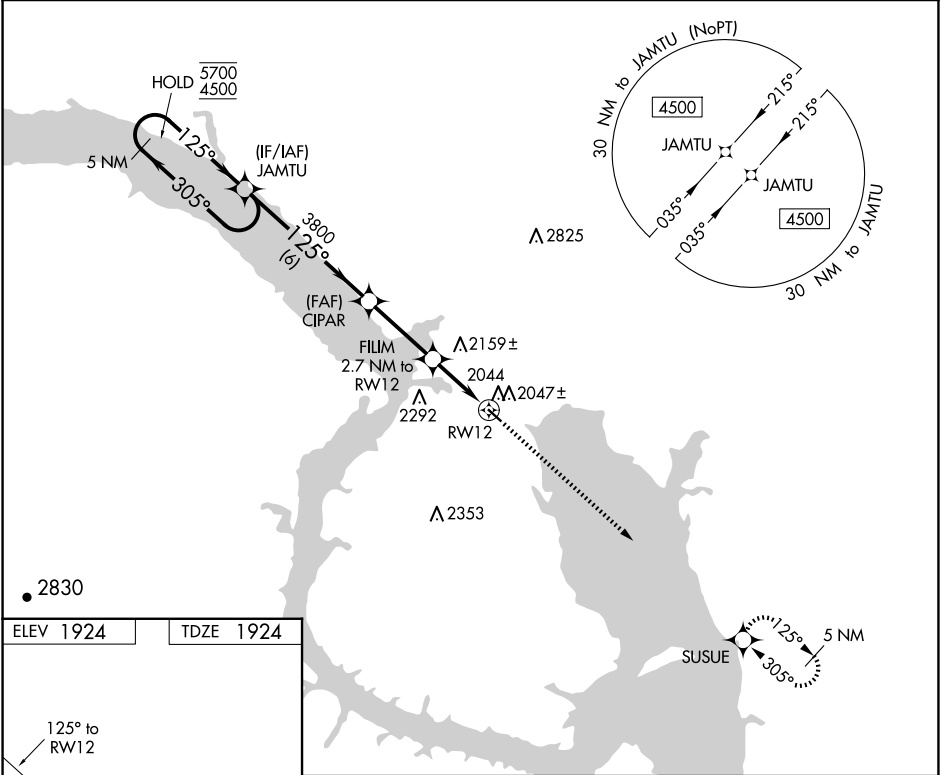 HOLD 5700
4500
125°
305°
5 NM
(IF/IAF)
JAMTU
3800
125°
(6)
(FAF)
CIPAR
FILIM
2.7 NM to
RW12
2825
2159±
2044
2047±
2292
RW12
2353
2830
30 NM to JAMTU (NoPT)
4500
215°
215°
JAMTU
JAMTU
035°
035°
4500
30 NM to JAMTU
SUSUE
125°
305°
5 NM
ELEV 1924
TDZE 1924
125° to
RW12